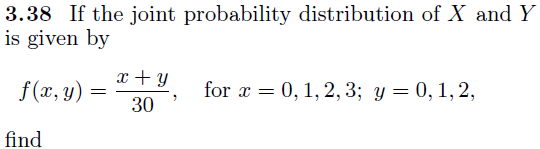 3.38 If the joint probability distribution of X and Y
is given by
f(x, y) = \frac{x + y}{30}, for x = 0, 1, 2, 3; y = 0, 1, 2,
find